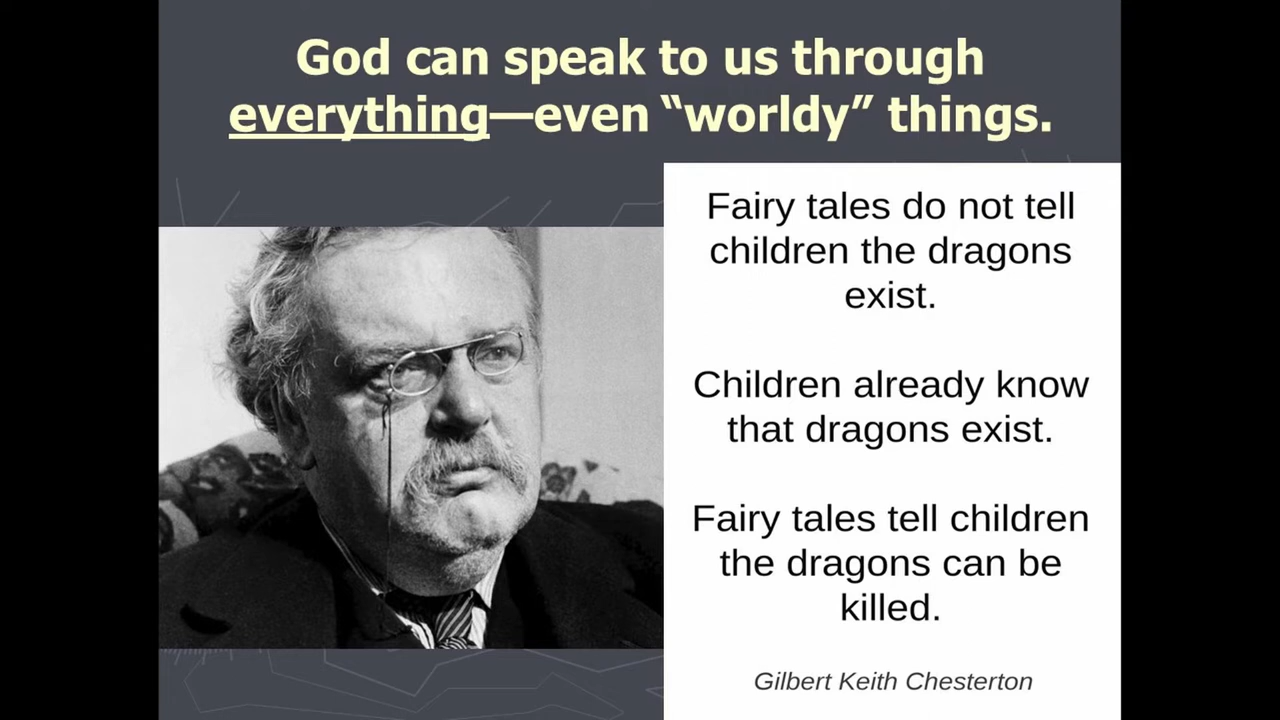 God can speak to us through
everything—even “worldy” things.
Fairy tales do not tell
children the dragons
exist.
Children already know
that dragons exist.
Fairy tales tell children
the dragons can be
killed.
Gilbert Keith Chesterton